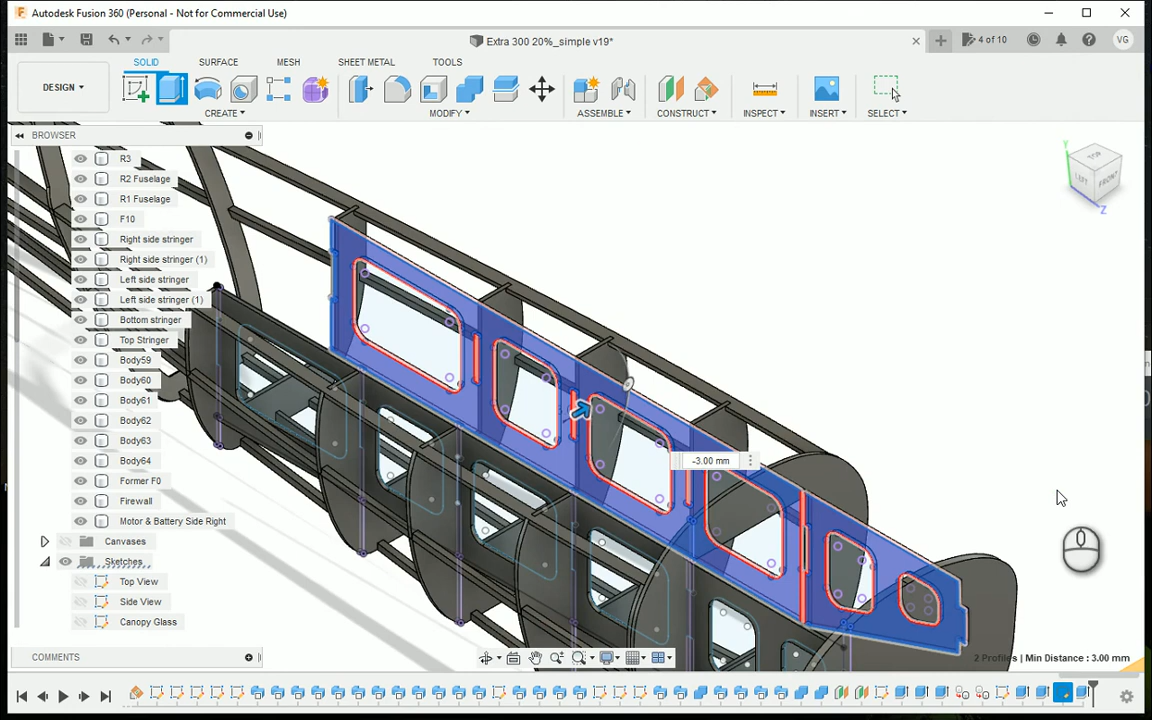 Autodesk Fusion 360 (Personal - Not for Commercial Use)
Extra 300 20%_simple v19*
4 of 10
VG
DESIGN
SOLID SURFACE MESH SHEET METAL TOOLS
CREATE MODIFY ASSEMBLE CONSTRUCT INSPECT INSERT SELECT
BROWSER
TOP
LEFT FRONT
Y
Z
R3
R2 Fuselage
R1 Fuselage
F10
Right side stringer
Right side stringer (1)
Left side stringer
Left side stringer (1)
Bottom stringer
Top Stringer
Body59
Body60
Body61
Body62
Body63
Body64
Former F0
Firewall
Motor & Battery Side Right
Canvases
Sketches
Top View
Side View
Canopy Glass
-3.00 mm
COMMENTS
2 Profiles | Min Distance : 3.00 mm